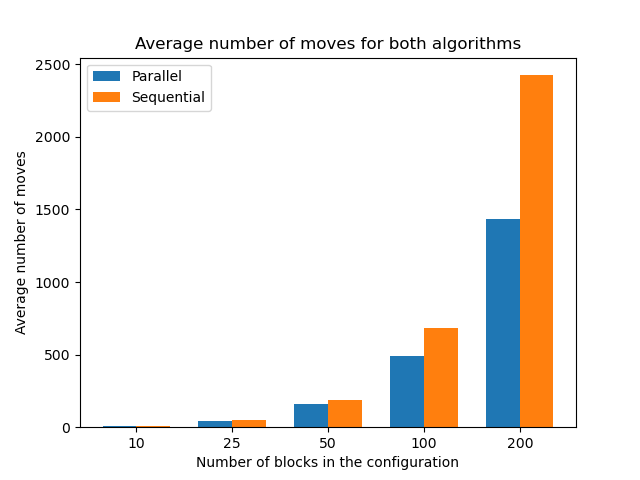 Average number of moves for both algorithms
Parallel
Sequential
2500
2000
1500
1000
500
0
Average number of moves
10 25 50 100 200
Number of blocks in the configuration